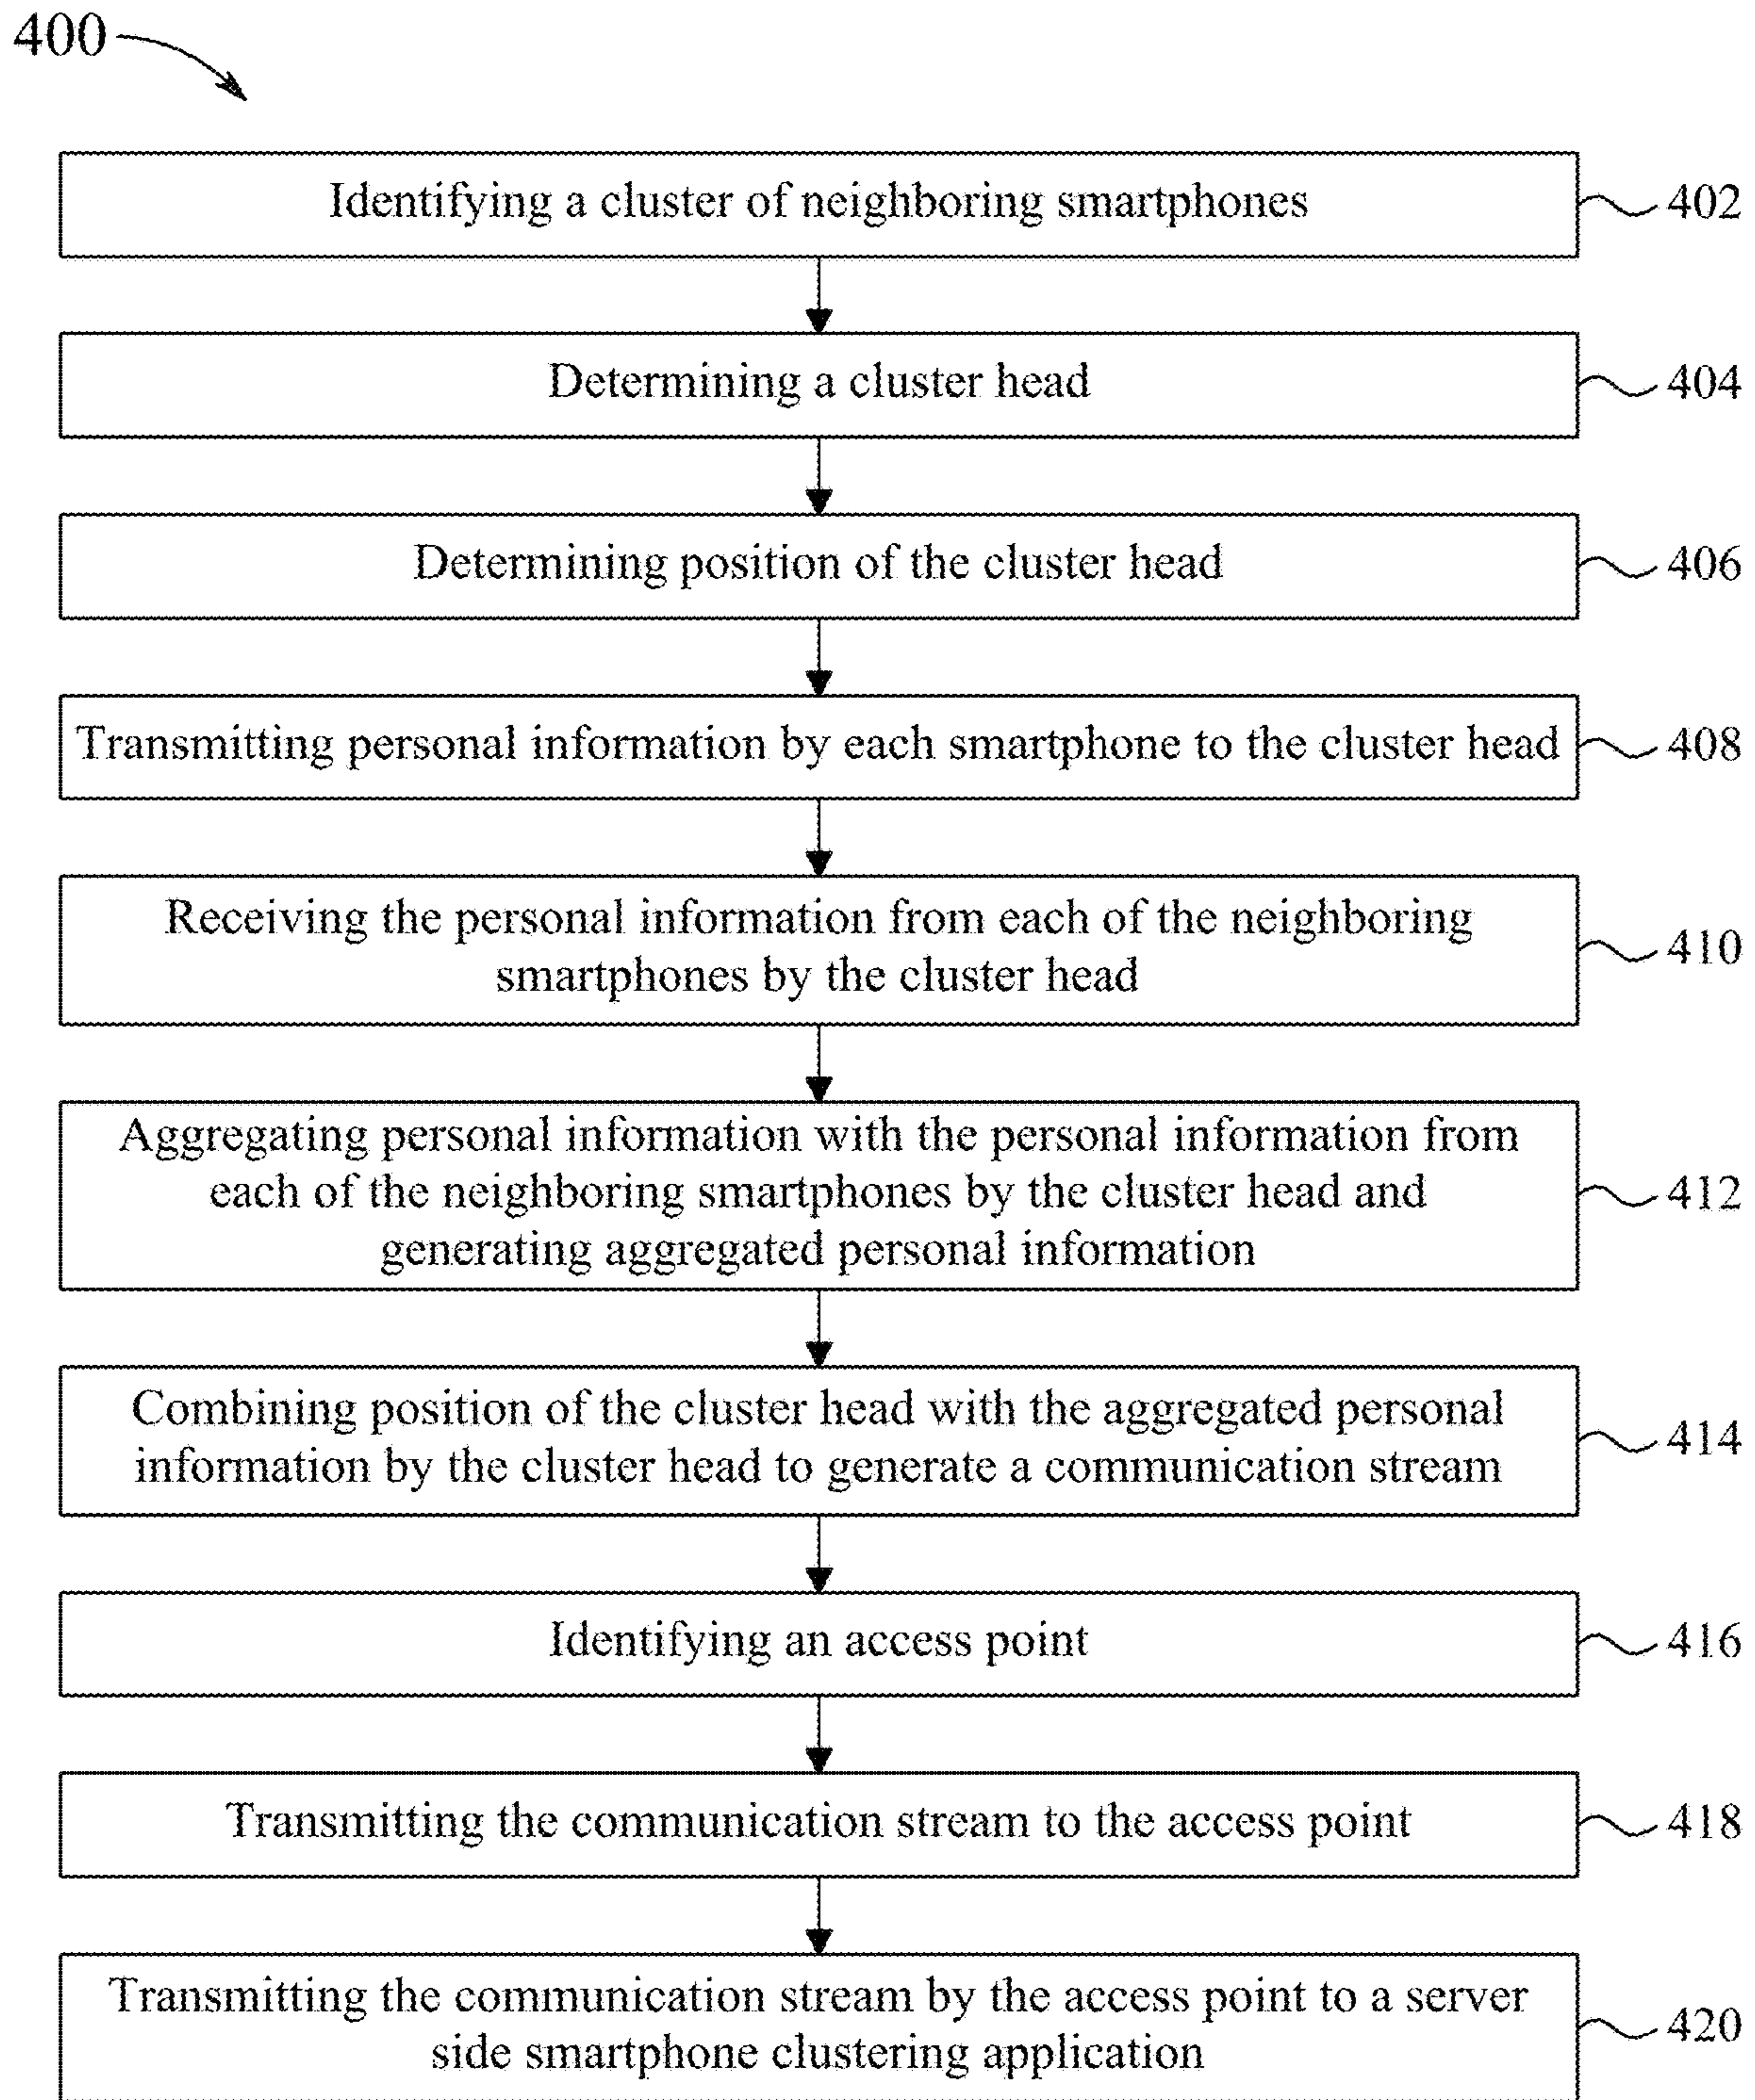 400
Identifying a cluster of neighboring smartphones
402
Determining a cluster head
404
Determining position of the cluster head
406
Transmitting personal information by each smartphone to the cluster head
408
Receiving the personal information from each of the neighboring
smartphones by the cluster head
410
Aggregating personal information with the personal information from
each of the neighboring smartphones by the cluster head and
generating aggregated personal information
412
Combining position of the cluster head with the aggregated personal
information by the cluster head to generate a communication stream
414
Identifying an access point
416
Transmitting the communication stream to the access point
418
Transmitting the communication stream by the access point to a server
side smartphone clustering application
420